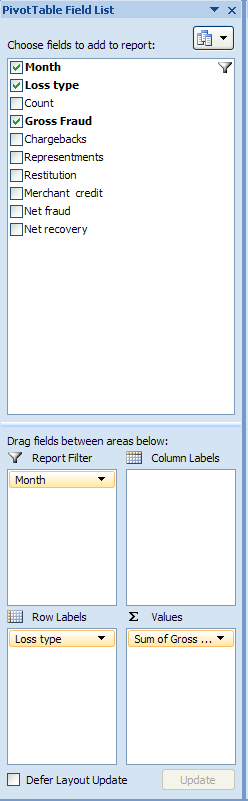 PivotTable Field List
Choose fields to add to report:
Month
Loss type
Count
Gross Fraud
Chargebacks
Representments
Restitution
Merchant credit
Net fraud
Net recovery
Drag fields between areas below:
Report Filter
Column Labels
Month
Row Labels
Σ Values
Loss type
Sum of Gross ...
Defer Layout Update
Update